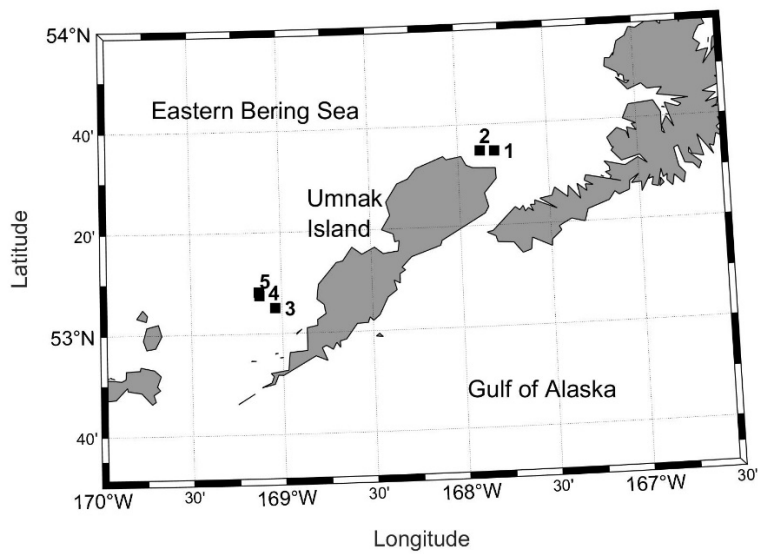 54°N
40'
20'
53°N
40'
Latitude
Eastern Bering Sea
2
1
Umnak
Island
5
4
3
Gulf of Alaska
170°W
30'
169°W
30'
168°W
30'
167°W
30'
Longitude